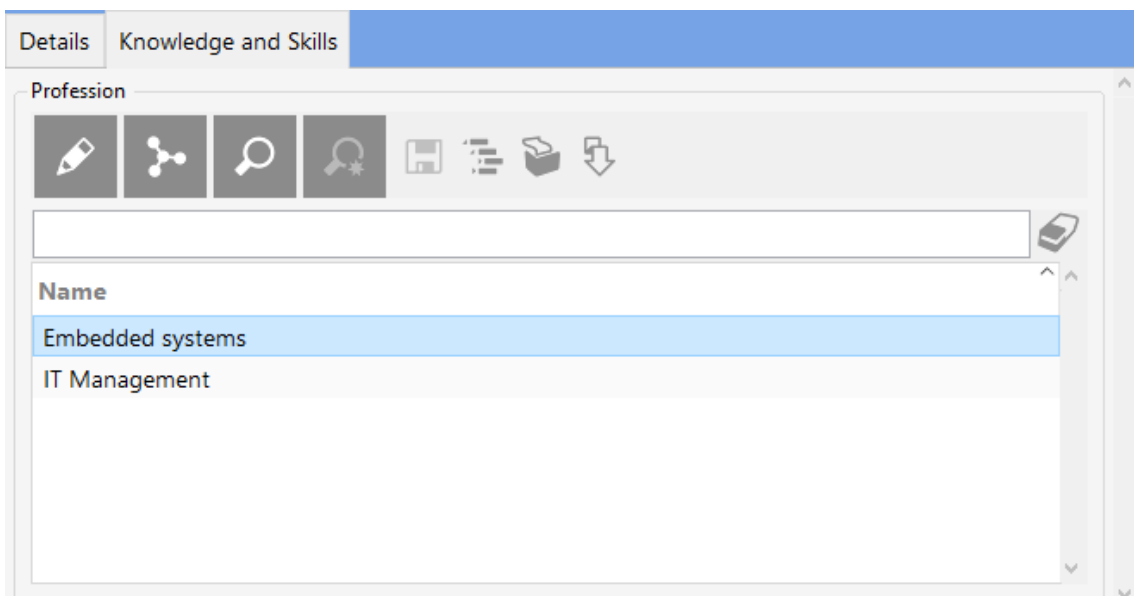 Details Knowledge and Skills
Profession
Name
Embedded systems
IT Management